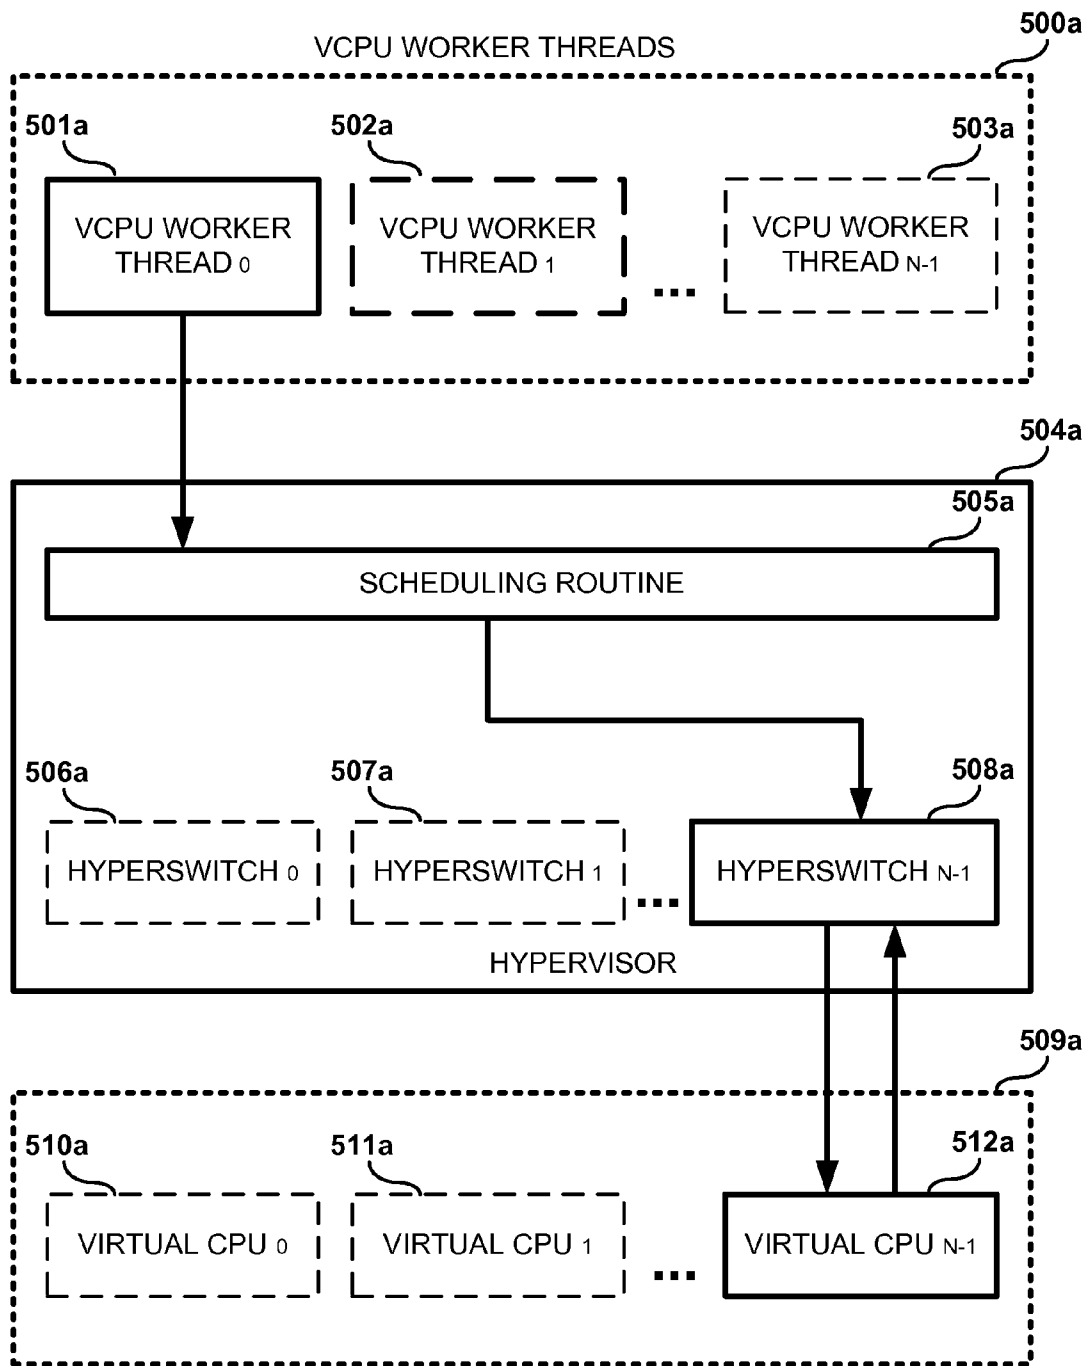 500a
VCPU WORKER THREADS
501a
502a
503a
VCPU WORKER
THREAD 0
VCPU WORKER
THREAD 1
...
VCPU WORKER
THREAD N-1
504a
505a
SCHEDULING ROUTINE
506a
507a
508a
HYPERSWITCH 0
HYPERSWITCH 1
...
HYPERSWITCH N-1
HYPERVISOR
509a
510a
511a
512a
VIRTUAL CPU 0
VIRTUAL CPU 1
...
VIRTUAL CPU N-1